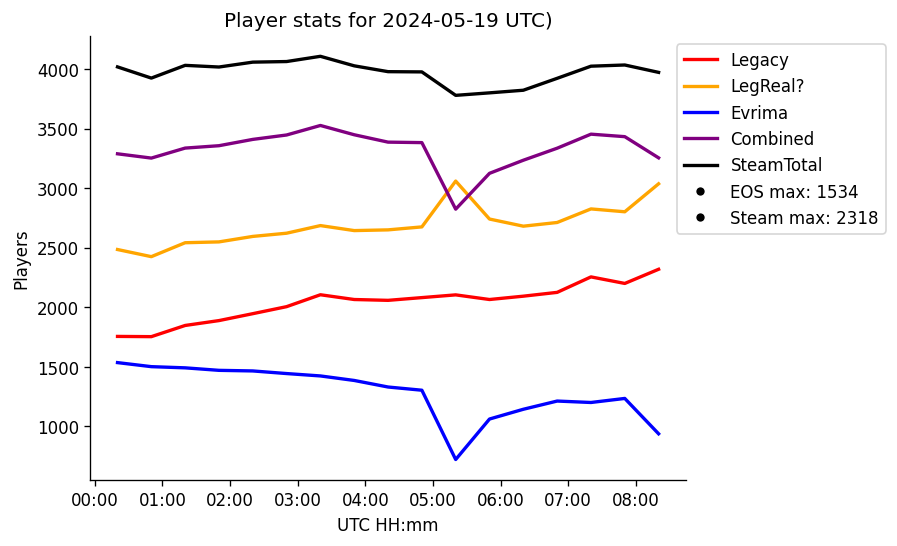 Player stats for 2024-05-19 UTC)
Legacy
LegReal?
Evrima
Combined
SteamTotal
EOS max: 1534
Steam max: 2318
Players
4000
3500
3000
2500
2000
1500
1000
00:00 01:00 02:00 03:00 04:00 05:00 06:00 07:00 08:00
UTC HH:mm